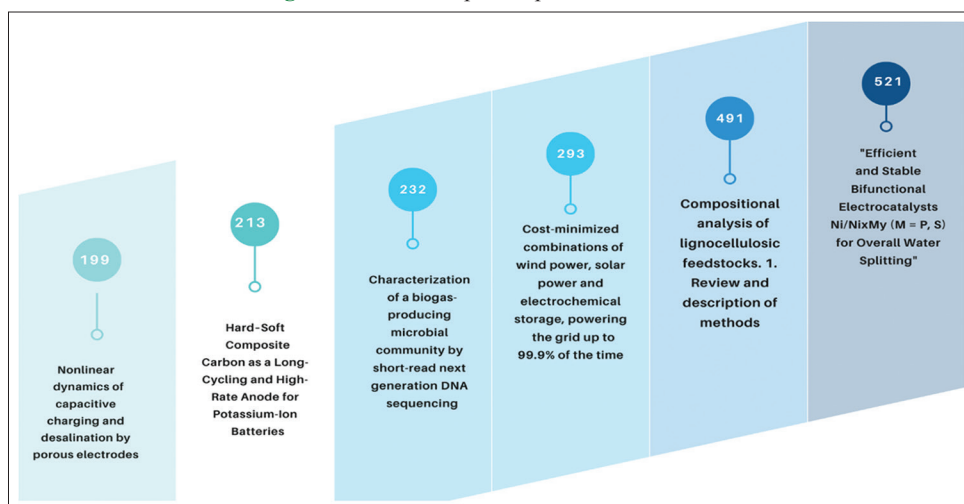 199
Nonlinear
dynamics of
capacitive
charging and
desalination by
porous electrodes
213
Hard-Soft
Composite
Carbon as a Long-
Cycling and High-
Rate Anode for
Potassium-Ion
Batteries
232
Characterization
of a biogas-
producing
microbial
community by
short-read next
generation DNA
sequencing
293
Cost-minimized
combinations of
wind power, solar
power and
electrochemical
storage, powering
the grid up to
99.9% of the time
491
Compositional
analysis of
lignocellulosic
feedstocks. 1.
Review and
description of
methods
521
"Efficient
and Stable
Bifunctional
Electrocatalysts
Ni/NixMy (M = P, S)
for Overall Water
Splitting"